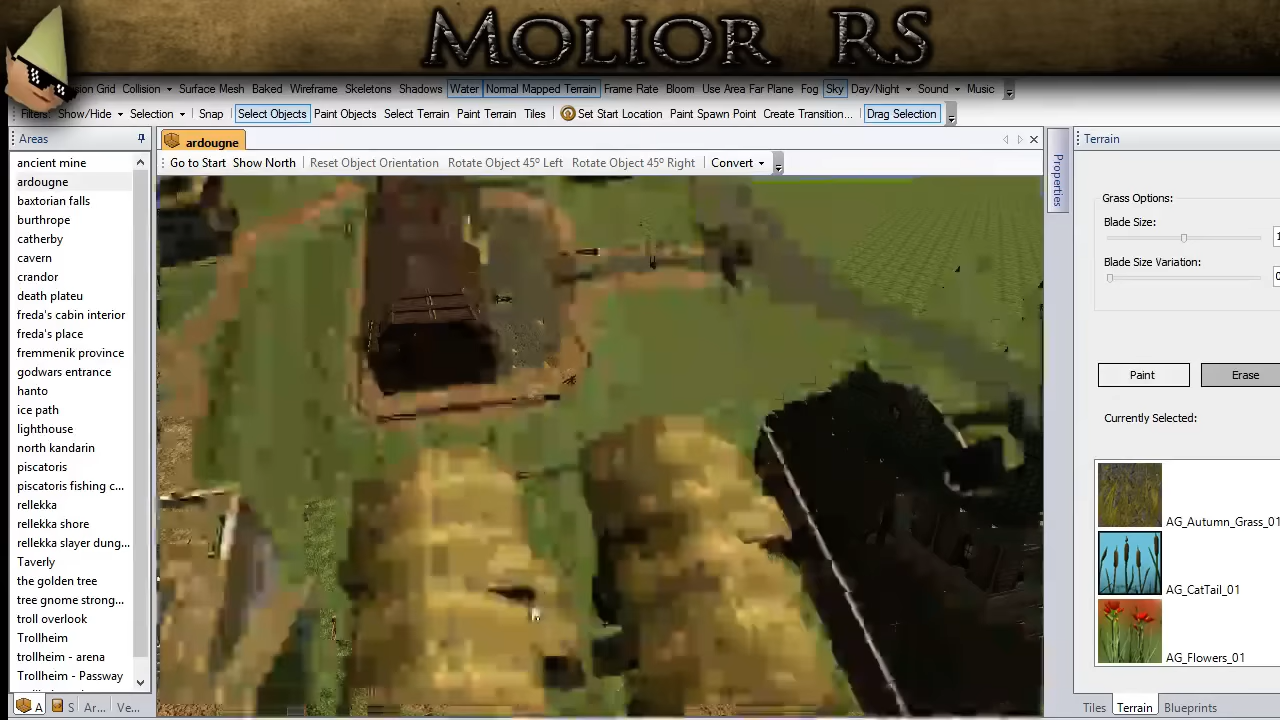 MOLIOR RS
Grid Collision Surface Mesh Baked Wireframe Skeletons Shadows Water Normal Mapped Terrain Frame Rate Bloom Use Area Far Plane Fog Sky Day/Night Sound Music
Filters: Show/Hide Selection Snap Select Objects Paint Objects Select Terrain Paint Terrain Tiles Set Start Location Paint Spawn Point Create Transition... Drag Selection
Areas
ardougne
Properties
Terrain
Go to Start Show North Reset Object Orientation Rotate Object 45º Left Rotate Object 45º Right Convert
ancient mine
ardougne
baxtorian falls
burthrope
catherby
cavern
crandor
death plateu
freda's cabin interior
freda's place
fremmenik province
godwars entrance
hanto
ice path
lighthouse
north kandarin
piscatoris
piscatoris fishing c...
rellekka
rellekka shore
rellekka slayer dung...
Taverly
the golden tree
tree gnome strong...
troll overlook
Trollheim
trollheim - arena
Trollheim - Passway
A S Ar... Ve...
Grass Options:
Blade Size:
Blade Size Variation:
Paint Erase
Currently Selected:
AG_Autumn_Grass_01
AG_CatTail_01
AG_Flowers_01
Tiles Terrain Blueprints